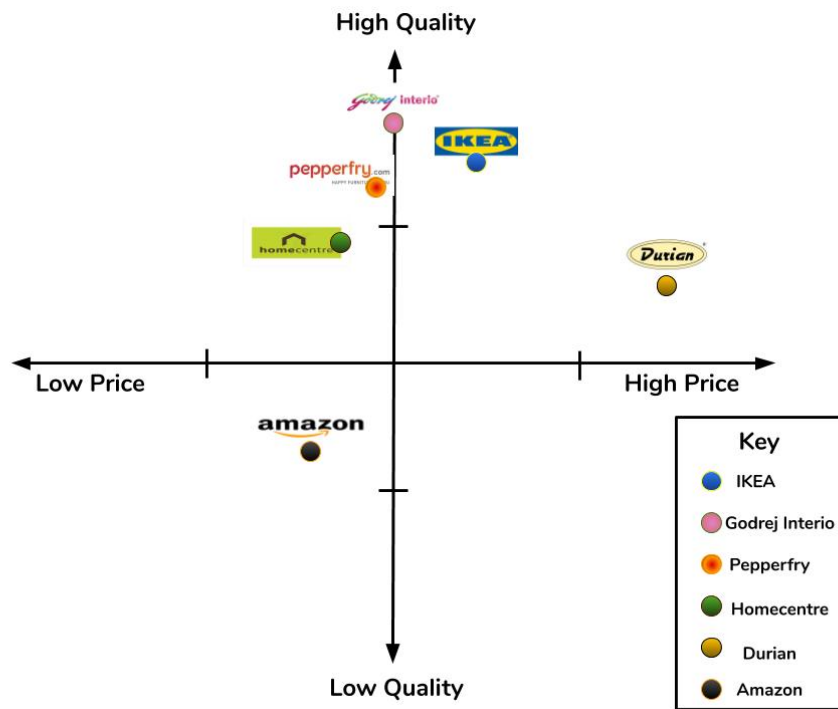 High Quality
Godrej interio
IKEA
pepperfry.com
homecentre
Durian
Low Price
High Price
amazon
Key
IKEA
Godrej Interio
Pepperfry
Homecentre
Durian
Amazon
Low Quality